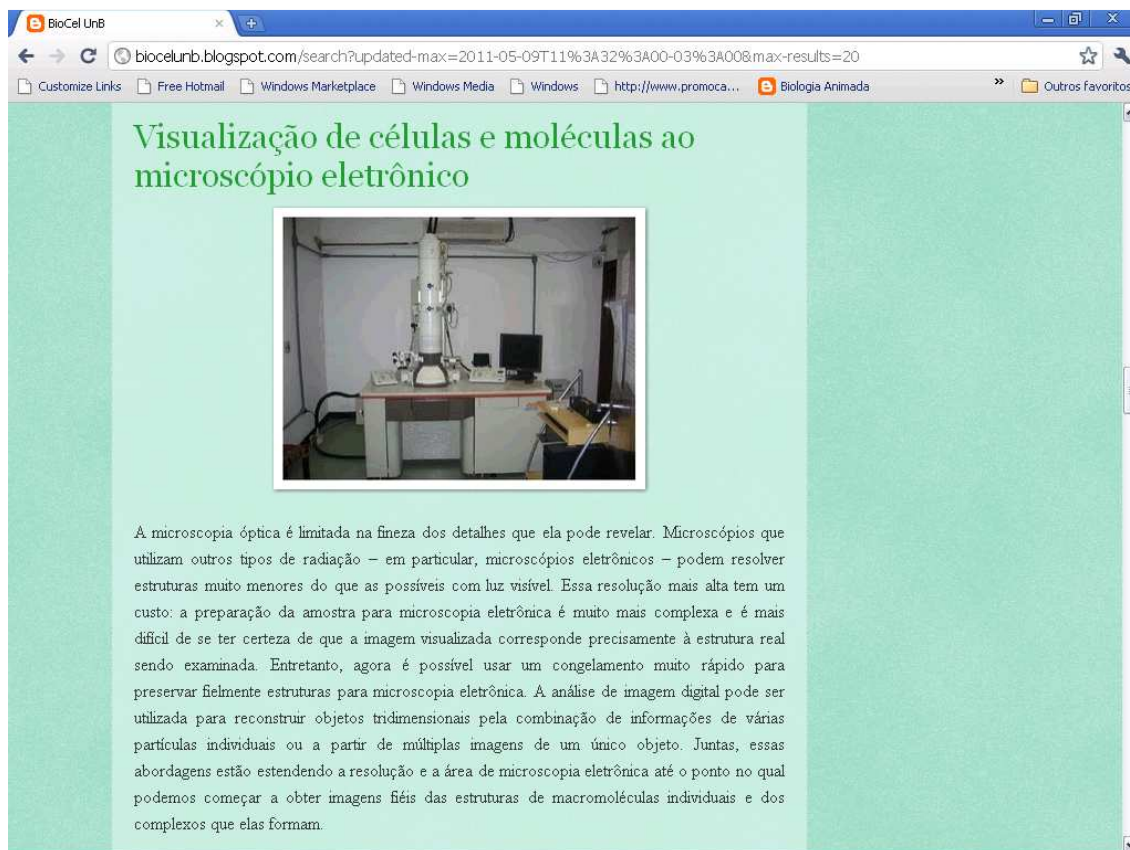 BioCel UnB
biocelunb.blogspot.com/search?updated-max=2011-05-09T11%3A32%3A00-03%3A00&max-results=20
Customize Links Free Hotmail Windows Marketplace Windows Media Windows http://www.promoca... Biologia Animada » Outros favoritos
Visualização de células e moléculas ao
microscópio eletrônico
A microscopia óptica é limitada na fineza dos detalhes que ela pode revelar. Microscópios que
utilizam outros tipos de radiação – em particular, microscópios eletrônicos – podem resolver
estruturas muito menores do que as possíveis com luz visível. Essa resolução mais alta tem um
custo: a preparação da amostra para microscopia eletrônica é muito mais complexa e é mais
difícil de se ter certeza de que a imagem visualizada corresponde precisamente à estrutura real
sendo examinada. Entretanto, agora é possível usar um congelamento muito rápido para
preservar fielmente estruturas para microscopia eletrônica. A análise de imagem digital pode ser
utilizada para reconstruir objetos tridimensionais pela combinação de informações de várias
partículas individuais ou a partir de múltiplas imagens de um único objeto. Juntas, essas
abordagens estão estendendo a resolução e a área de microscopia eletrônica até o ponto no qual
podemos começar a obter imagens fiéis das estruturas de macromoléculas individuais e dos
complexos que elas formam.